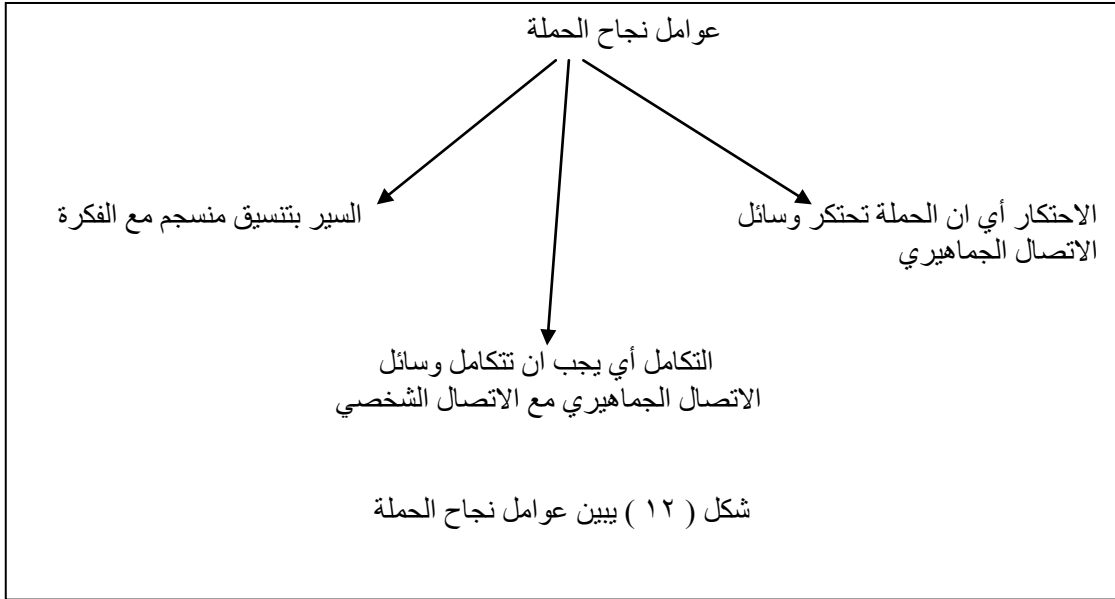 عوامل نجاح الحملة
الاحتكار أي ان الحملة تحتكر وسائل
الاتصال الجماهيري
السير بتنسيق منسجم مع الفكرة
التكامل أي يجب ان تتكامل وسائل
الاتصال الجماهيري مع الاتصال الشخصي
شكل ( ١٢ ) يبين عوامل نجاح الحملة